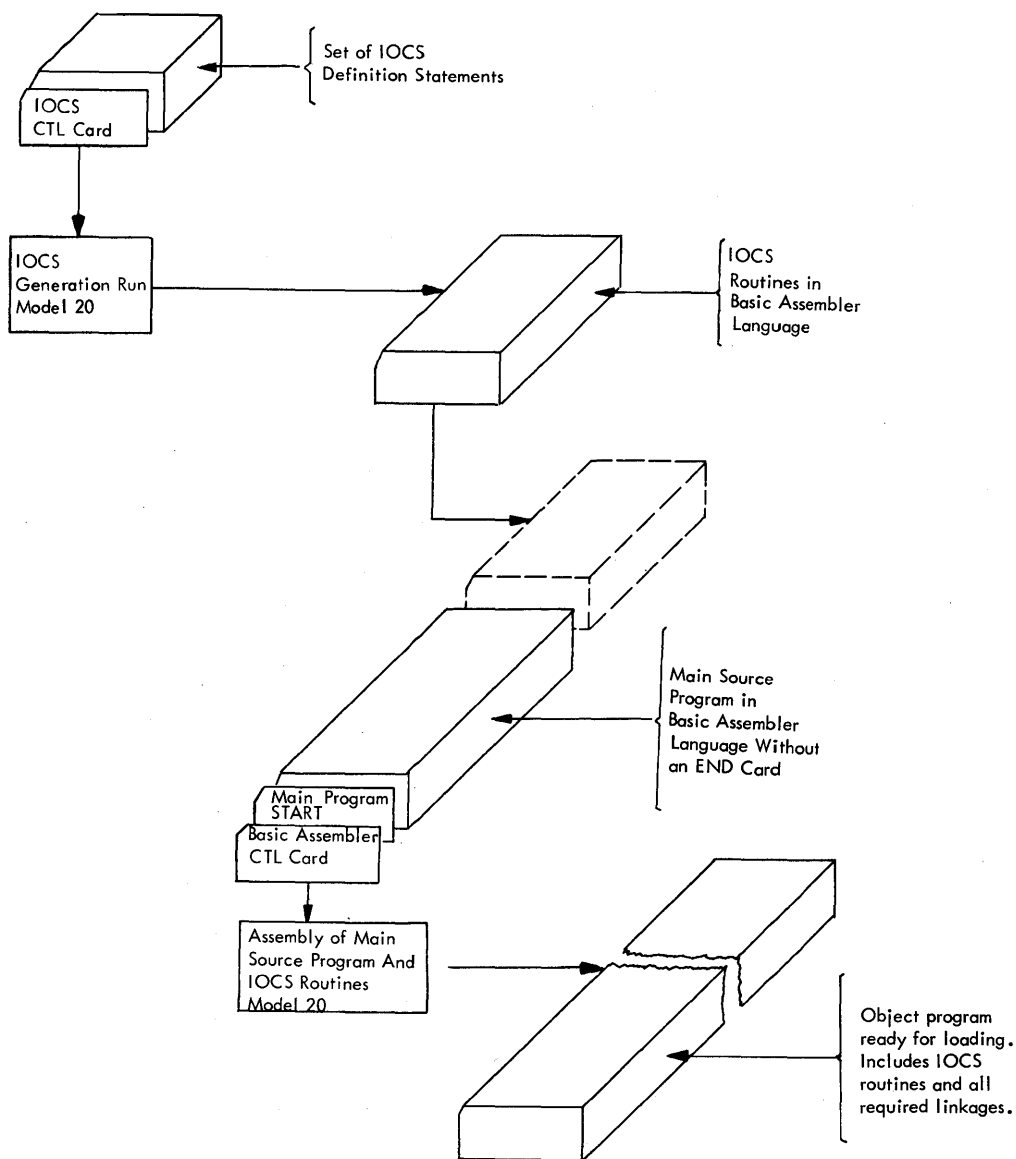 Set of IOCS
Definition Statements
IOCS
CTL Card
IOCS
Generation Run
Model 20
IOCS
Routines in
Basic Assembler
Language
Main Source
Program in
Basic Assembler
Language Without
an END Card
Main Program
START
Basic Assembler
CTL Card
Assembly of Main
Source Program And
IOCS Routines
Model 20
Object program
ready for loading.
Includes IOCS
routines and all
required linkages.